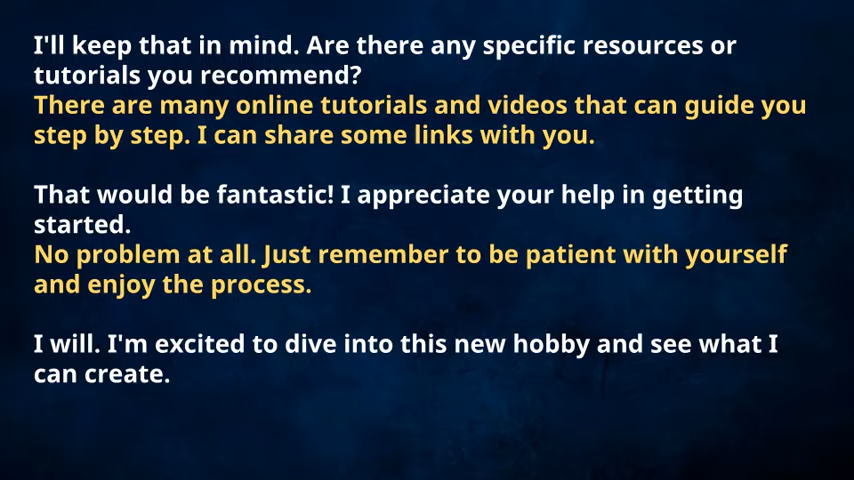 I'll keep that in mind. Are there any specific resources or
tutorials you recommend?
There are many online tutorials and videos that can guide you
step by step. I can share some links with you.
That would be fantastic! I appreciate your help in getting
started.
No problem at all. Just remember to be patient with yourself
and enjoy the process.
I will. I'm excited to dive into this new hobby and see what I
can create.